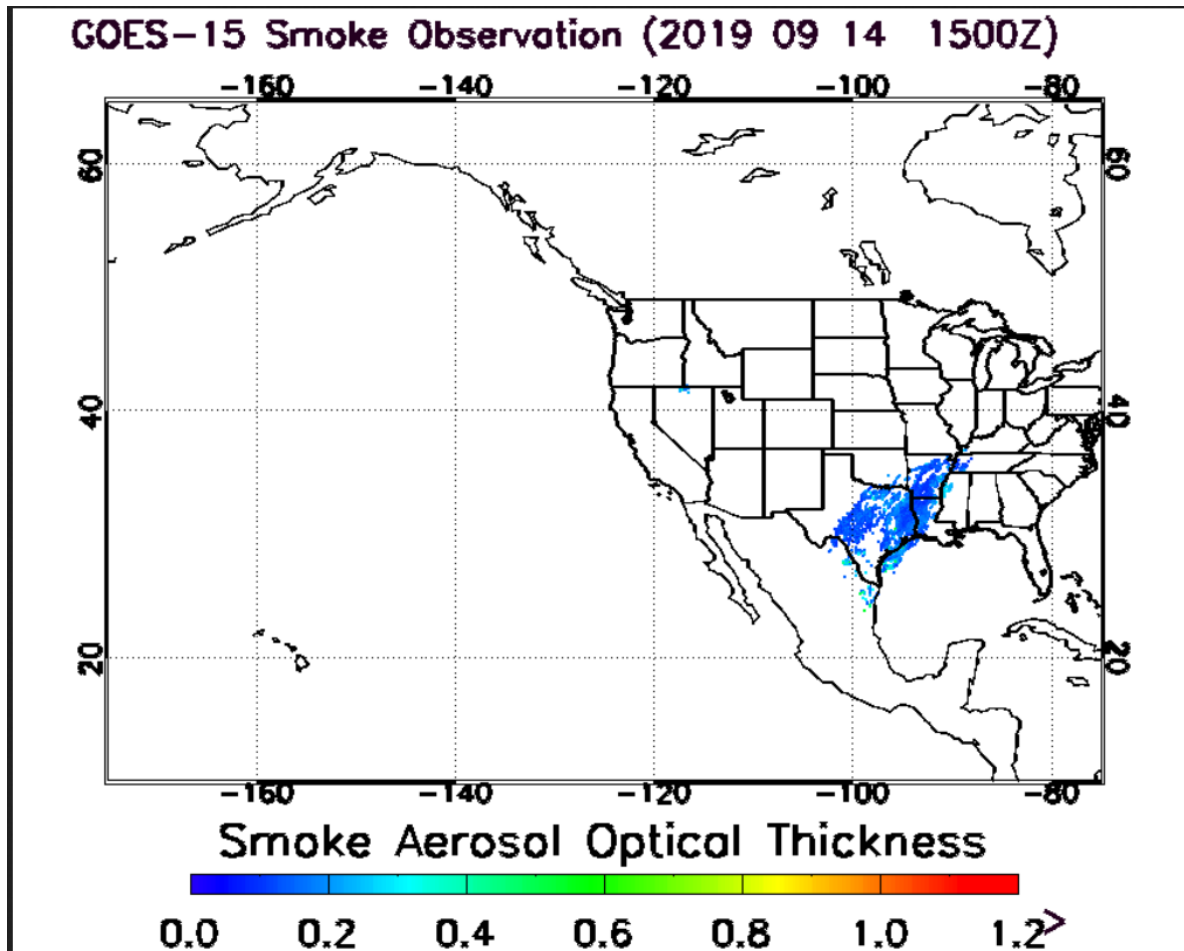 GOES-15 Smoke Observation (2019 09 14 1500Z)
-160 -140 -120 -100 -80
60 60
40 40
20 20
-160 -140 -120 -100 -80
Smoke Aerosol Optical Thickness
0.0 0.2 0.4 0.6 0.8 1.0 1.2>